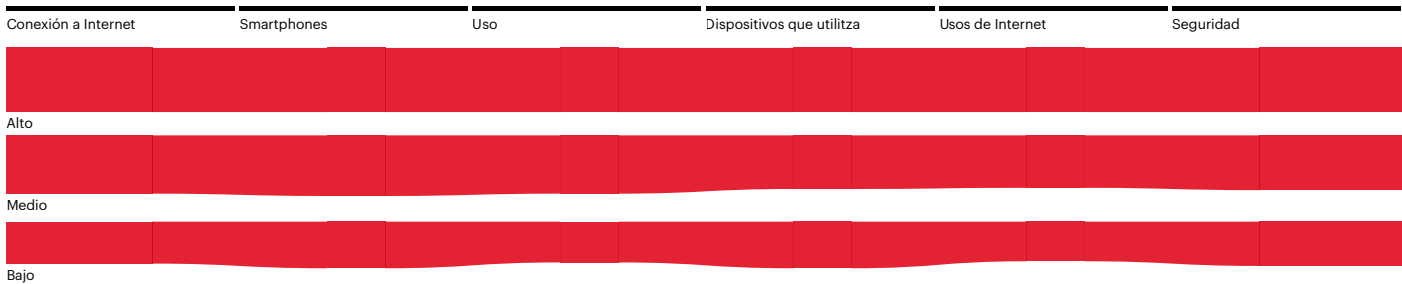 Conexión a Internet
Smartphones
Uso
Dispositivos que utilitza
Usos de Internet
Seguridad
Alto
Medio
Bajo